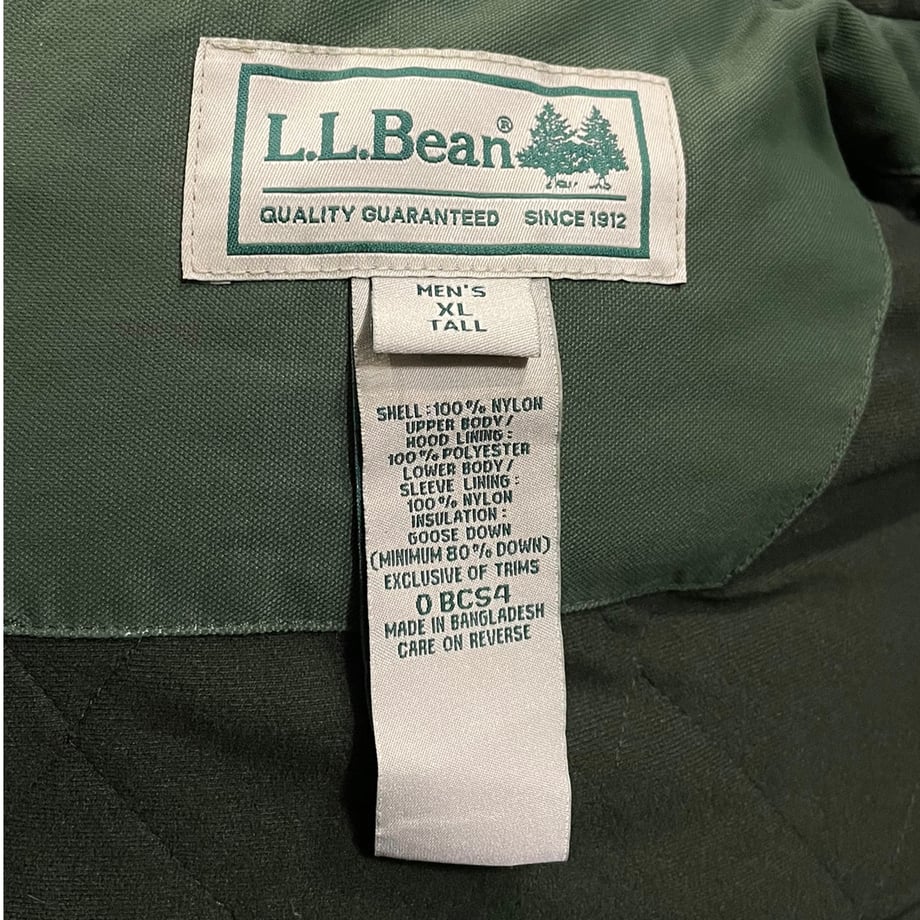 L.L.Bean®
QUALITY GUARANTEED SINCE 1912
MEN'S
XL
TALL
SHELL : 100% NYLON
UPPER BODY /
HOOD LINING :
100% POLYESTER
LOWER BODY /
SLEEVE LINING :
100% NYLON
INSULATION :
GOOSE DOWN
(MINIMUM 80% DOWN)
EXCLUSIVE OF TRIMS
0 BCS4
MADE IN BANGLADESH
CARE ON REVERSE